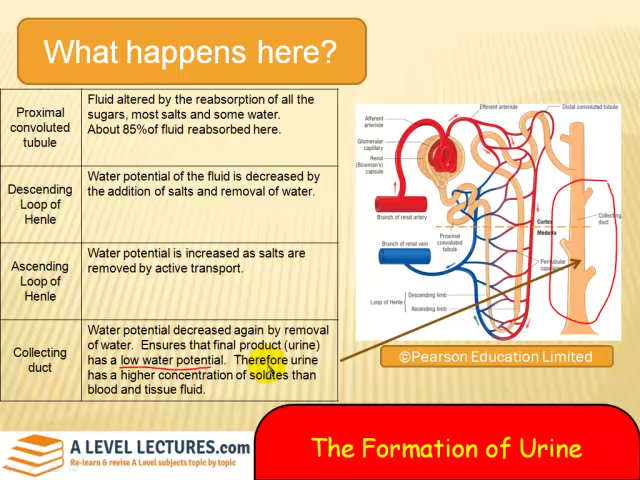 What happens here?
Proximal
convoluted
tubule
Fluid altered by the reabsorption of all the
sugars, most salts and some water.
About 85%of fluid reabsorbed here.
Descending
Loop of
Henle
Water potential of the fluid is decreased by
the addition of salts and removal of water.
Ascending
Loop of
Henle
Water potential is increased as salts are
removed by active transport.
Collecting
duct
Water potential decreased again by removal
of water. Ensures that final product (urine)
has a low water potential. Therefore urine
has a higher concentration of solutes than
blood and tissue fluid.
Efferent arteriole
Distal convoluted tubule
Afferent
arteriole
Glomerular
capillary
Renal
(Bowman's)
capsule
Branch of renal artery
Branch of renal vein
Proximal
convoluted
tubule
Cortex
Medulla
Collecting
duct
Peritubular
capillary
Loop of Henle
Descending limb
Ascending limb
©Pearson Education Limited
A LEVEL LECTURES.com
Re-learn & revise A Level subjects topic by topic
The Formation of Urine